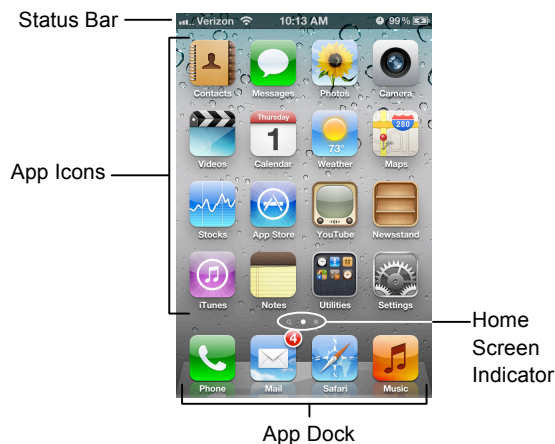 Status Bar
Verizon 10:13 AM 99%
Contacts Messages Photos Camera
Thursday
1
73°
280
Videos Calendar Weather Maps
App Icons
Stocks App Store YouTube Newsstand
iTunes Notes Utilities Settings
Home
Screen
Indicator
4
Phone Mail Safari Music
App Dock